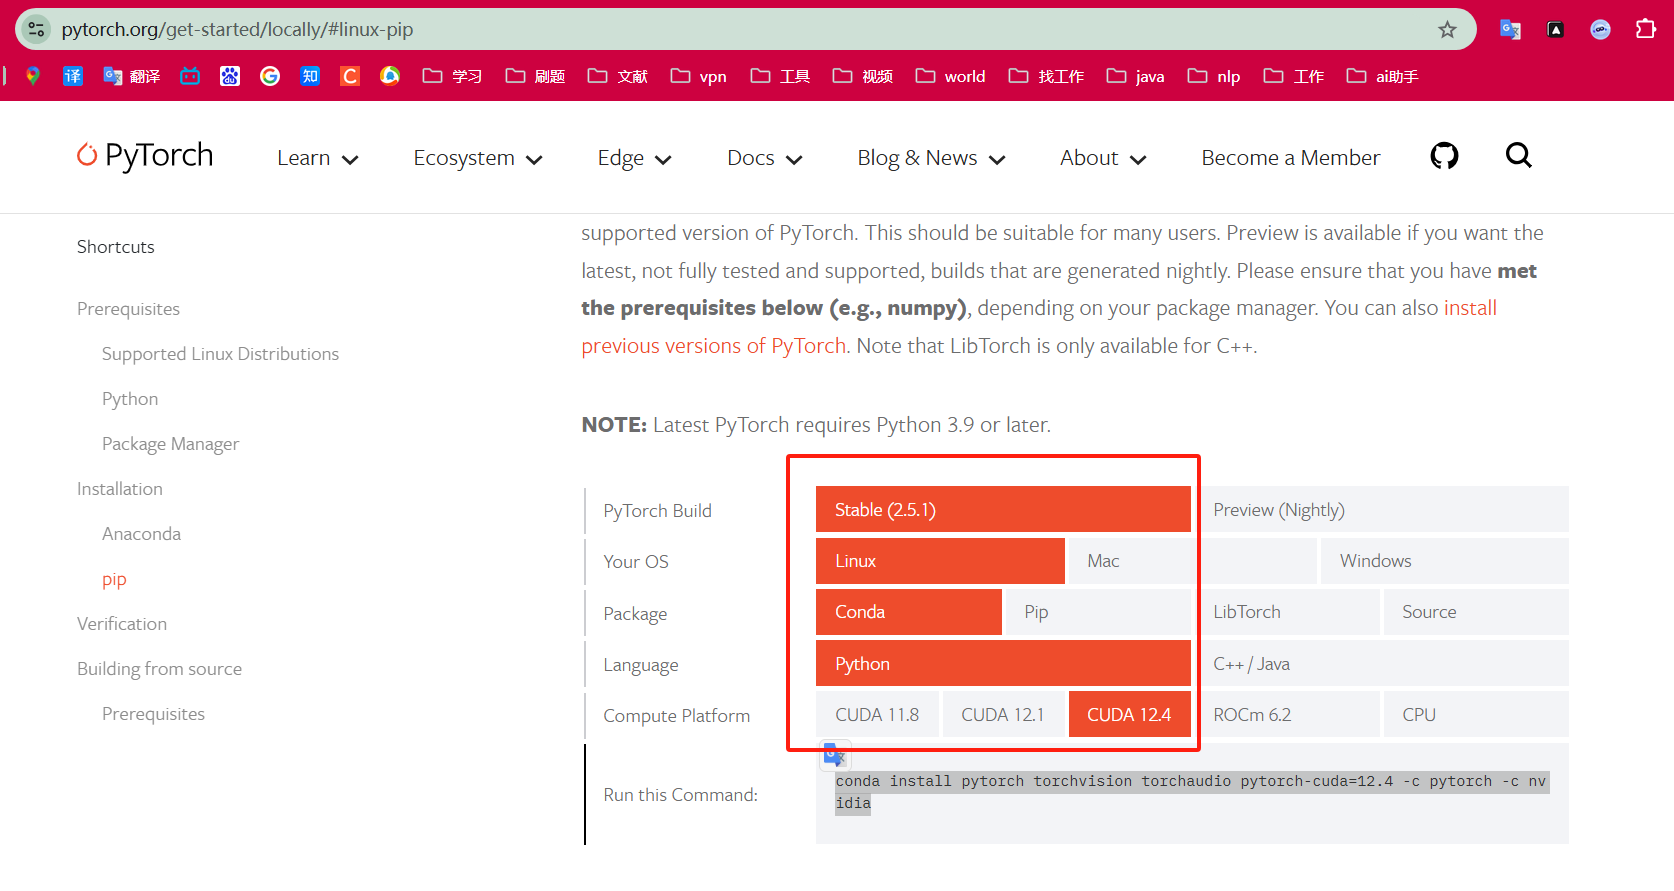 pytorch.org/get-started/locally/#linux-pip
译 翻译 知 C 学习 刷题 文献 vpn 工具 视频 world 找工作 java nlp 工作 ai助手
PyTorch Learn Ecosystem Edge Docs Blog & News About Become a Member
Shortcuts
Prerequisites
Supported Linux Distributions
Python
Package Manager
Installation
Anaconda
pip
Verification
Building from source
Prerequisites
supported version of PyTorch. This should be suitable for many users. Preview is available if you want the
latest, not fully tested and supported, builds that are generated nightly. Please ensure that you have met
the prerequisites below (e.g., numpy), depending on your package manager. You can also install
previous versions of PyTorch. Note that LibTorch is only available for C++.
NOTE: Latest PyTorch requires Python 3.9 or later.
PyTorch Build Stable (2.5.1) Preview (Nightly)
Your OS Linux Mac Windows
Package Conda Pip LibTorch Source
Language Python C++ / Java
Compute Platform CUDA 11.8 CUDA 12.1 CUDA 12.4 ROCm 6.2 CPU
Run this Command:
conda install pytorch torchvision torchaudio pytorch-cuda=12.4 -c pytorch -c nv
idia